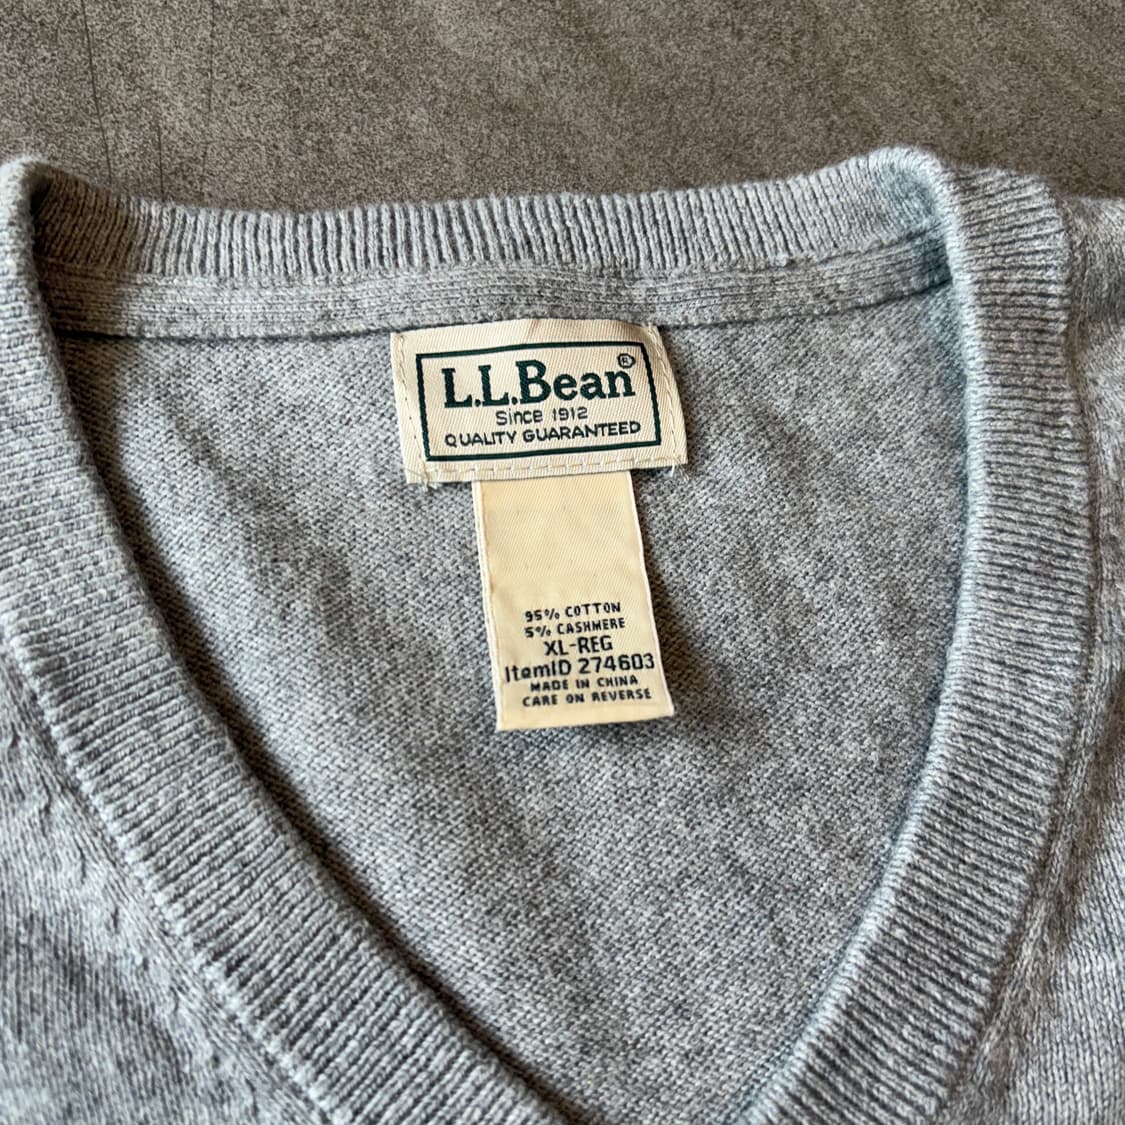 L.L.Bean®
Since 1912
QUALITY GUARANTEED
95% COTTON
5% CASHMERE
XL-REG
ItemID 274603
MADE IN CHINA
CARE ON REVERSE